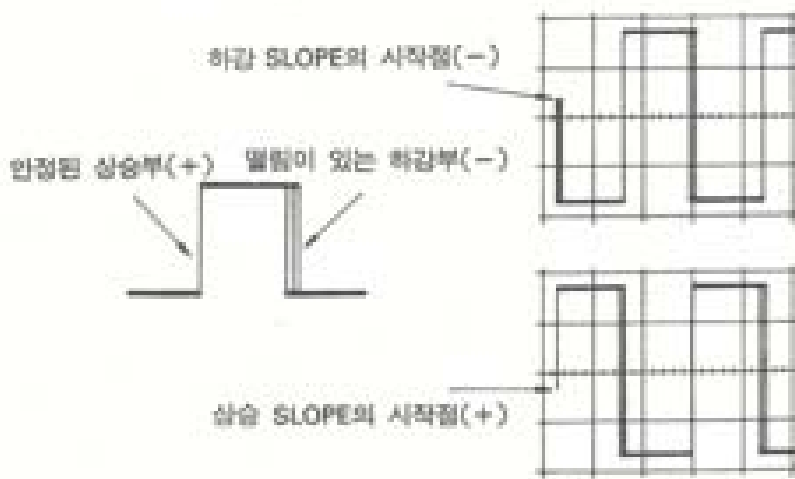 하강 SLOPE의 시작점(-)
안정된 상승부(+) 떨림이 있는 하강부(-)
상승 SLOPE의 시작점(+)